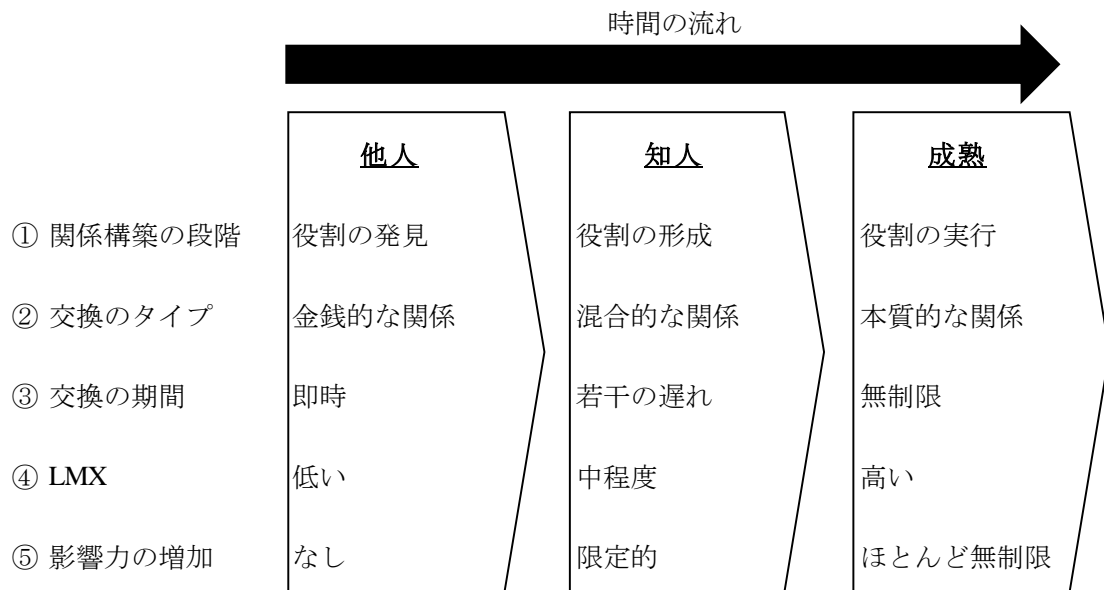 時間の流れ
他人 知人 成熟
① 関係構築の段階 役割の発見 役割の形成 役割の実行
② 交換のタイプ 金銭的な関係 混合的な関係 本質的な関係
③ 交換の期間 即時 若干の遅れ 無制限
④ LMX 低い 中程度 高い
⑤ 影響力の増加 なし 限定的 ほとんど無制限